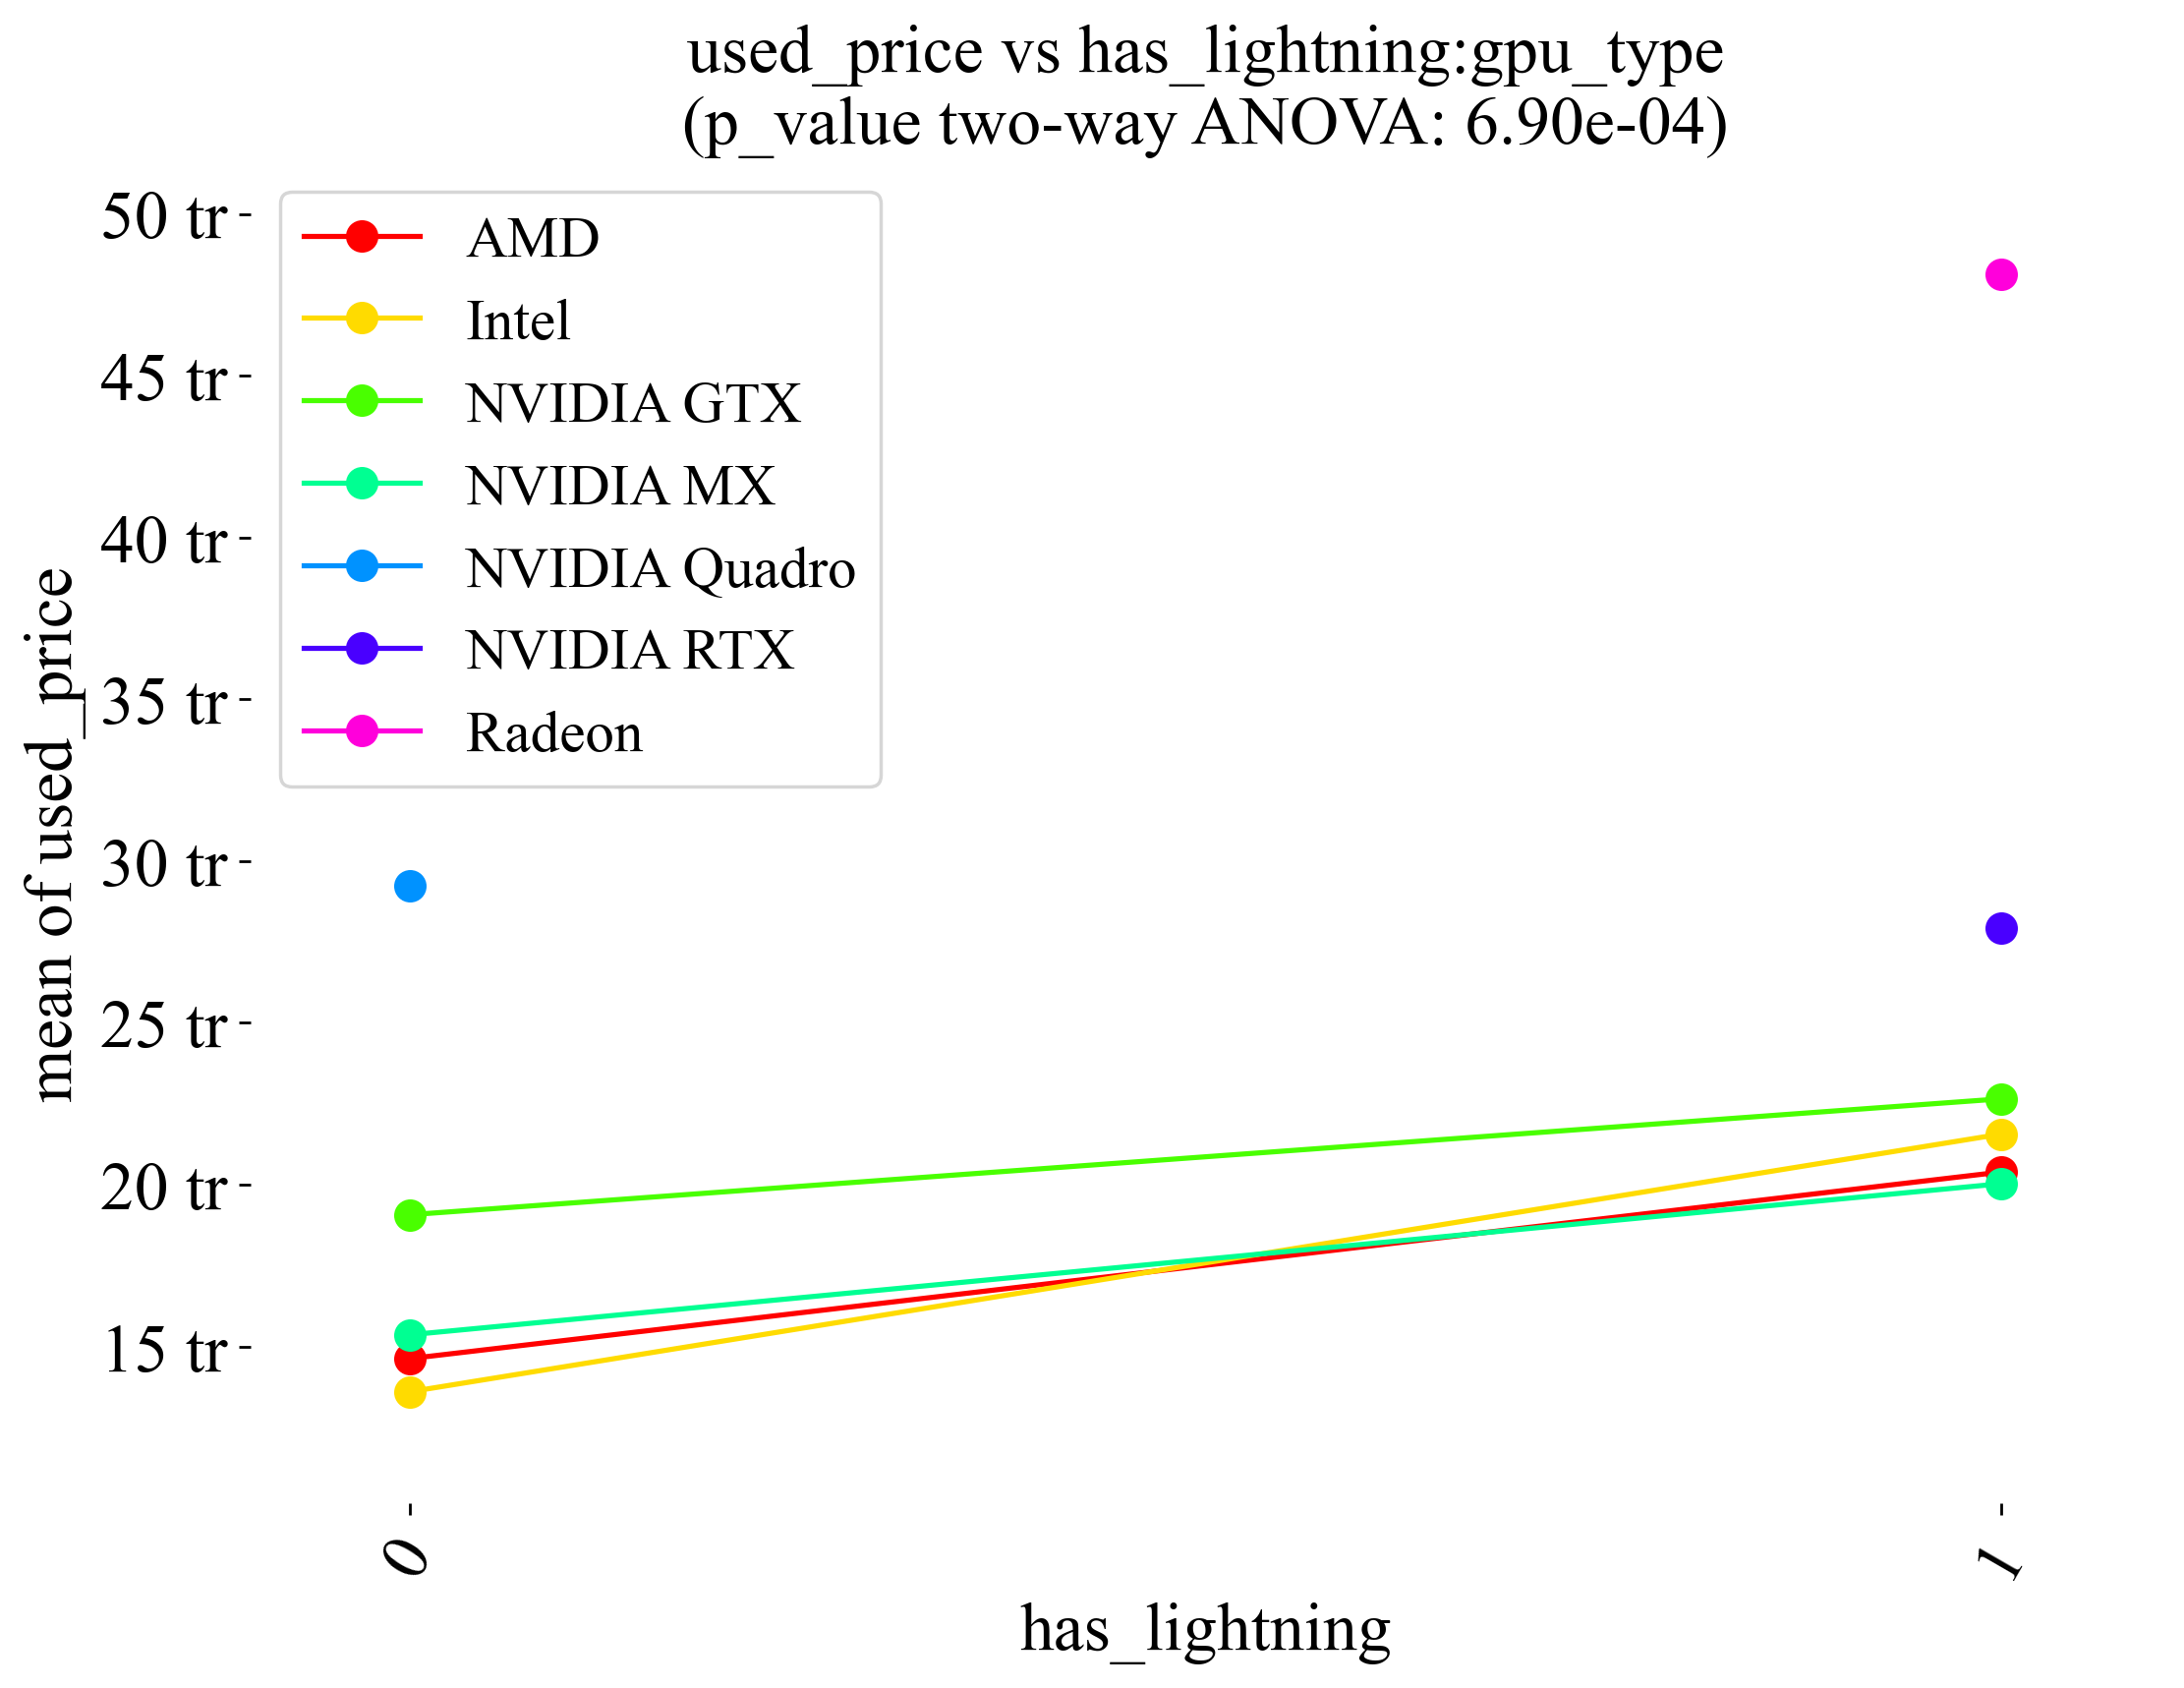 used_price vs has_lightning:gpu_type
(p_value two-way ANOVA: 6.90e-04)
50 tr
45 tr
40 tr
35 tr
30 tr
25 tr
20 tr
15 tr
mean of used_price
AMD
Intel
NVIDIA GTX
NVIDIA MX
NVIDIA Quadro
NVIDIA RTX
Radeon
0
1
has_lightning